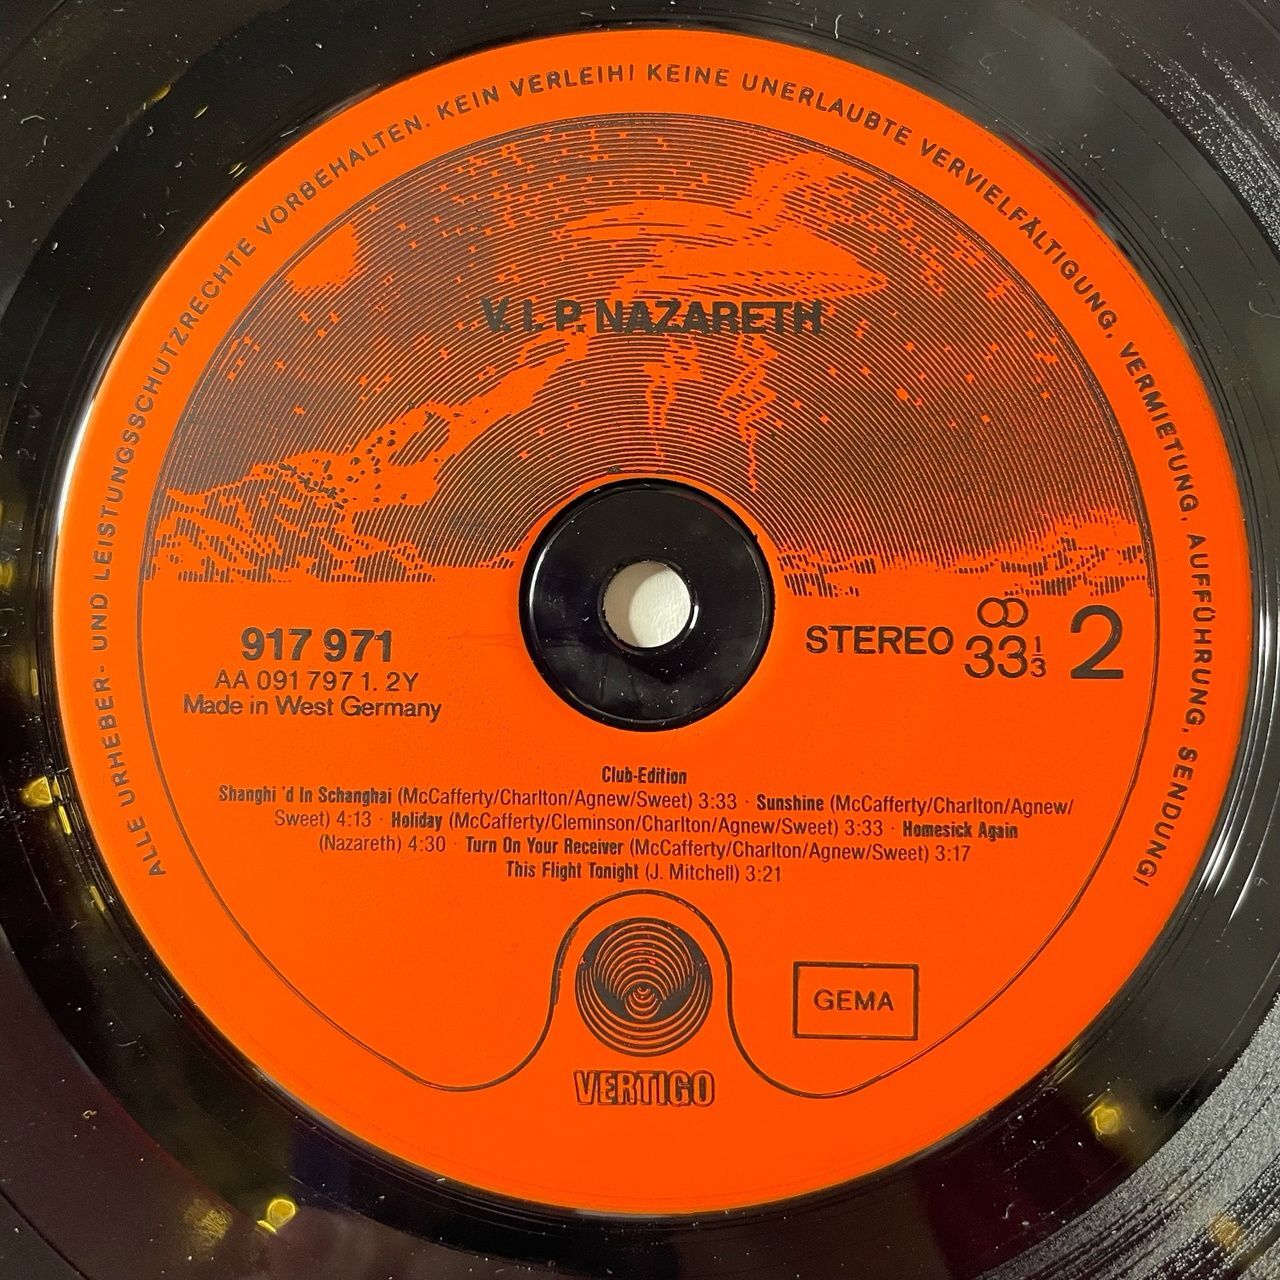 ALLE URHEBER- UND LEISTUNGSSCHUTZRECHTE VORBEHALTEN. KEIN VERLEIH! KEINE UNERLAUBTE VERVIELFÄLTIGUNG, VERMIETUNG, AUFFÜHRUNG, SENDUNG!
V.I.P. NAZARETH
917 971
AA 091 797 1. 2Y
Made in West Germany
STEREO 33 1/3 2
Club-Edition
Shanghi 'd In Schanghai (McCafferty/Charlton/Agnew/Sweet) 3:33 · Sunshine (McCafferty/Charlton/Agnew/
Sweet) 4:13 · Holiday (McCafferty/Cleminson/Charlton/Agnew/Sweet) 3:33 · Homesick Again
(Nazareth) 4:30 · Turn On Your Receiver (McCafferty/Charlton/Agnew/Sweet) 3:17
This Flight Tonight (J. Mitchell) 3:21
GEMA
VERTIGO